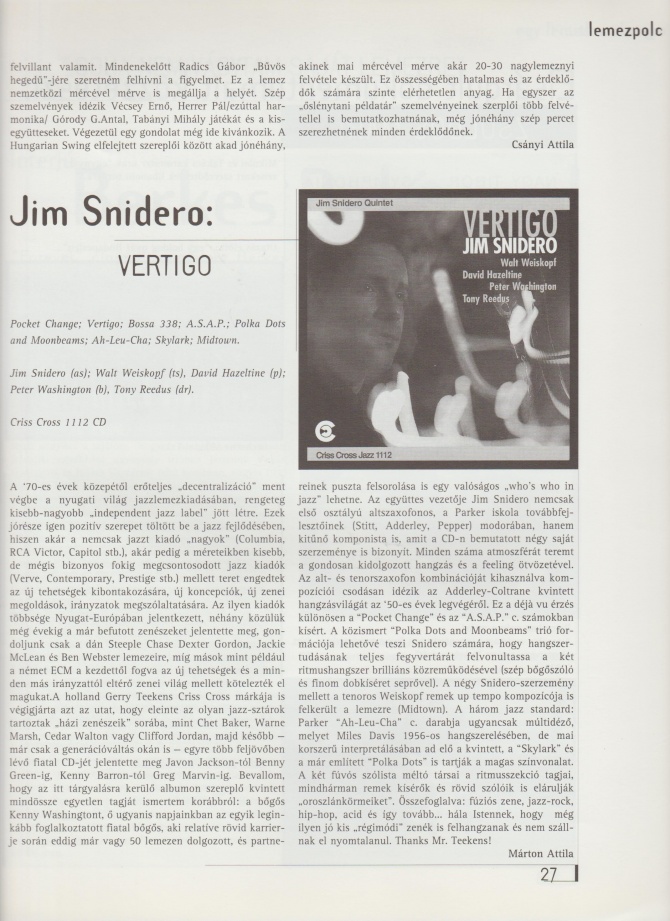 lemezpolc
felvillant valamit. Mindenekelőtt Radics Gábor „Bűvös
hegedű"-jére szeretném felhívni a figyelmet. Ez a lemez
nemzetközi mércével mérve is megállja a helyét. Szép
szemelvények idézik Vécsey Ernő, Herrer Pál/ezúttal har-
monika/ Góródy G.Antal, Tabányi Mihály játékát és a kis-
együtteseket. Végezetül egy gondolat még ide kívánkozik. A
Hungarian Swing elfelejtett szereplői között akad jónéhány,
akinek mai mércével mérve akár 20-30 nagylemeznyi
felvétele készült. Ez összességében hatalmas és az érdeklő-
dők számára szinte elérhetetlen anyag. Ha egyszer az
„őslénytani példatár" szemelvényeinek szerplői több felvé-
tellel is bemutatkozhatnának, még jónéhány szép percet
szerezhetnének minden érdeklődőnek.
Csányi Attila
Jim Snidero:
VERTIGO
Pocket Change; Vertigo; Bossa 338; A.S.A.P.; Polka Dots
and Moonbeams; Ah-Leu-Cha; Skylark; Midtown.
Jim Snidero (as); Walt Weiskopf (ts), David Hazeltine (p);
Peter Washington (b), Tony Reedus (dr).
Criss Cross 1112 CD
Jim Snidero Quintet
VERTIGO
JIM SNIDERO
Walt Weiskopf
David Hazeltine
Peter Washington
Tony Reedus
Criss Cross Jazz 1112
A '70-es évek közepétől erőteljes „decentralizáció" ment
végbe a nyugati világ jazzlemezkiadásában, rengeteg
kisebb-nagyobb „independent jazz label" jött létre. Ezek
jórésze igen pozitív szerepet töltött be a jazz fejlődésében,
hiszen akár a nemcsak jazzt kiadó „nagyok" (Columbia,
RCA Victor, Capitol stb.), akár pedig a méreteikben kisebb,
de mégis bizonyos fokig megcsontosodott jazz kiadók
(Verve, Contemporary, Prestige stb.) mellett teret engedtek
az új tehetségek kibontakozására, új koncepciók, új zenei
megoldások, irányzatok megszólaltatására. Az ilyen kiadók
többsége Nyugat-Európában jelentkezett, néhány közülük
még évekig a már befutott zenészeket jelentette meg, gon-
doljunk csak a dán Steeple Chase Dexter Gordon, Jackie
McLean és Ben Webster lemezeire, míg mások mint például
a német ECM a kezdettől fogva az új tehetségek és a min-
den más irányzattól eltérő zenei világ mellett kötelezték el
magukat.A holland Gerry Teekens Criss Cross márkája is
végigjárta azt az utat, hogy eleinte az olyan jazz-sztárok
tartoztak „házi zenészeik" sorába, mint Chet Baker, Warne
Marsh, Cedar Walton vagy Clifford Jordan, majd később —
már csak a generációváltás okán is — egyre több feljövőben
lévő fiatal CD-jét jelentette meg Javon Jackson-tól Benny
Green-ig, Kenny Barron-tól Greg Marvin-ig. Bevallom,
hogy az itt tárgyalásra kerülő albumon szereplő kvintett
mindössze egyetlen tagját ismertem korábbról: a bőgős
Kenny Washingtont, ő ugyanis napjainkban az egyik legin-
kább foglalkoztatott fiatal bőgős, aki relatíve rövid karrier-
je során eddig már vagy 50 lemezen dolgozott, és partne-
reinek puszta felsorolása is egy valóságos „who's who in
jazz" lehetne. Az együttes vezetője Jim Snidero nemcsak
első osztályú altszaxofonos, a Parker iskola továbbfej-
lesztőinek (Stitt, Adderley, Pepper) modorában, hanem
kitűnő komponista is, amit a CD-n bemutatott négy saját
szerzeménye is bizonyít. Minden száma atmoszférát teremt
a gondosan kidolgozott hangzás és a feeling ötvözetével.
Az alt- és tenorszaxofon kombinációját kihasználva kom-
pozíciói csodásan idézik az Adderley-Coltrane kvintett
hangzásvilágát az '50-es évek legvégéről. Ez a déjà vu érzés
különösen a "Pocket Change" és az "A.S.A.P." c. számokban
kísért. A közismert "Polka Dots and Moonbeams" trió for-
mációja lehetővé teszi Snidero számára, hogy hangszer-
tudásának teljes fegyvertárát felvonultassa a két
ritmushangszer brilliáns közreműködésével (szép bőgőszóló
és finom dobkíséret seprővel). A négy Snidero-szerzemény
mellett a tenoros Weiskopf remek up tempo kompozícója is
felkerült a lemezre (Midtown). A három jazz standard:
Parker "Ah-Leu-Cha" c. darabja ugyancsak múltidéző,
melyet Miles Davis 1956-os hangszerelésében, de mai
korszerű interpretálásában ad elő a kvintett, a "Skylark" és
a már említett "Polka Dots" is tartják a magas színvonalat.
A két fúvós szólista méltó társai a ritmusszekció tagjai,
mindhárman remek kísérők és rövid szólóik is elárulják
„oroszlánkörmeiket". Összefoglalva: fúziós zene, jazz-rock,
hip-hop, acid és így tovább... hála Istennek, hogy még
ilyen jó kis „régimódi" zenék is felhangzanak és nem száll-
nak el nyomtalanul. Thanks Mr. Teekens!
Márton Attila
27